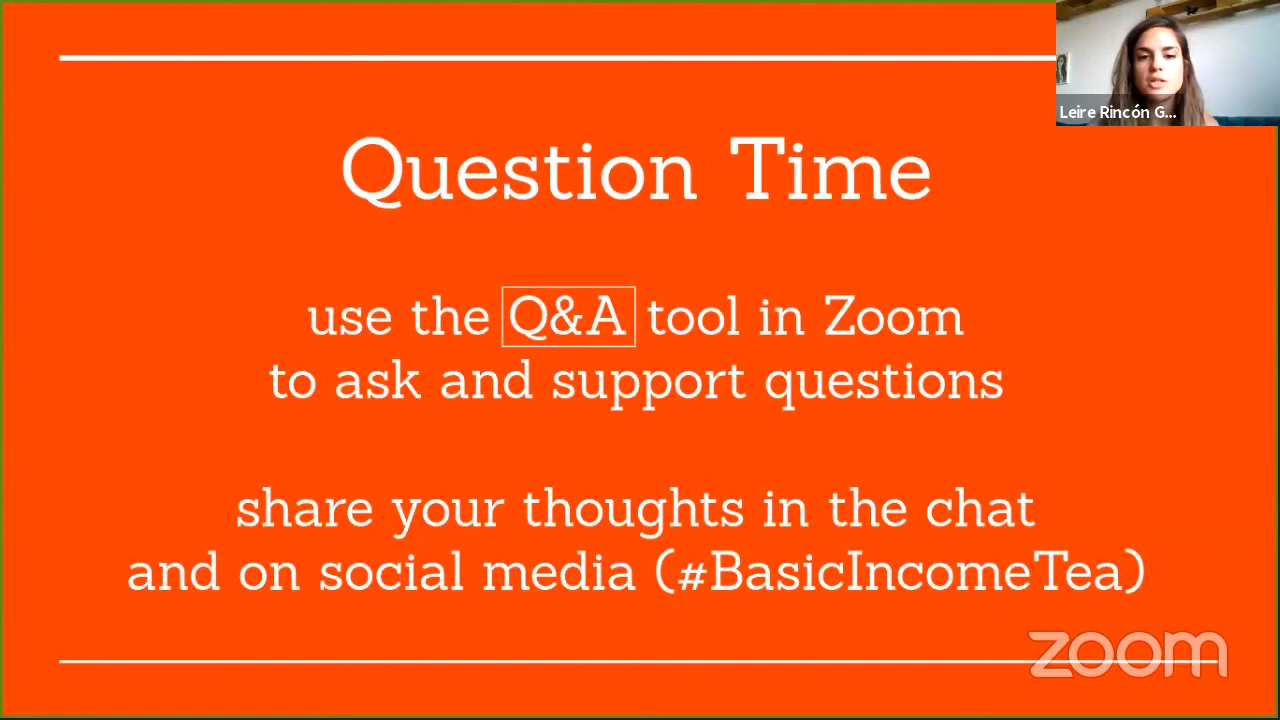 Leire Rincón G...
Question Time
use the Q&A tool in Zoom
to ask and support questions
share your thoughts in the chat
and on social media (#BasicIncomeTea)
zoom